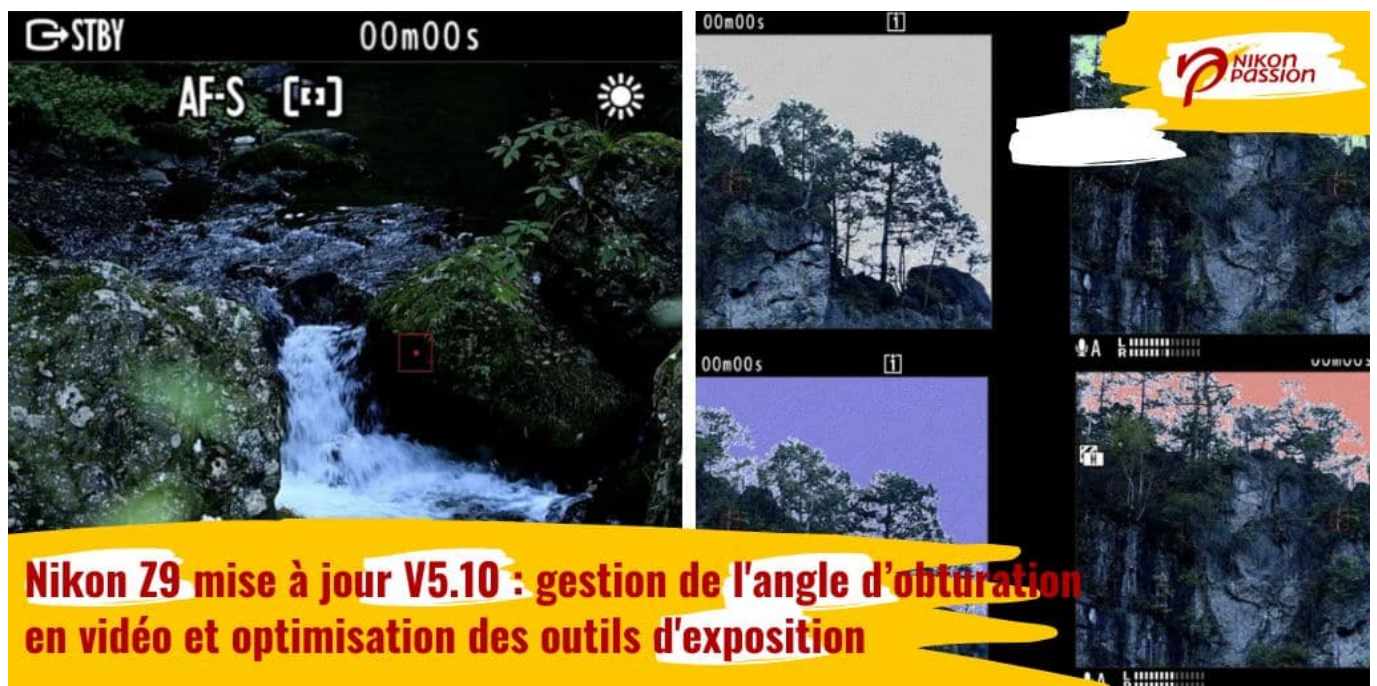 STBY
00m00s
AF-S
00m00s
i
NIKON
PASSION
A
L
R
00m00s
i
00m00s
H
A
L
R
Nikon Z9 mise à jour V5.10 : gestion de l'angle d’obturation
en vidéo et optimisation des outils d'exposition